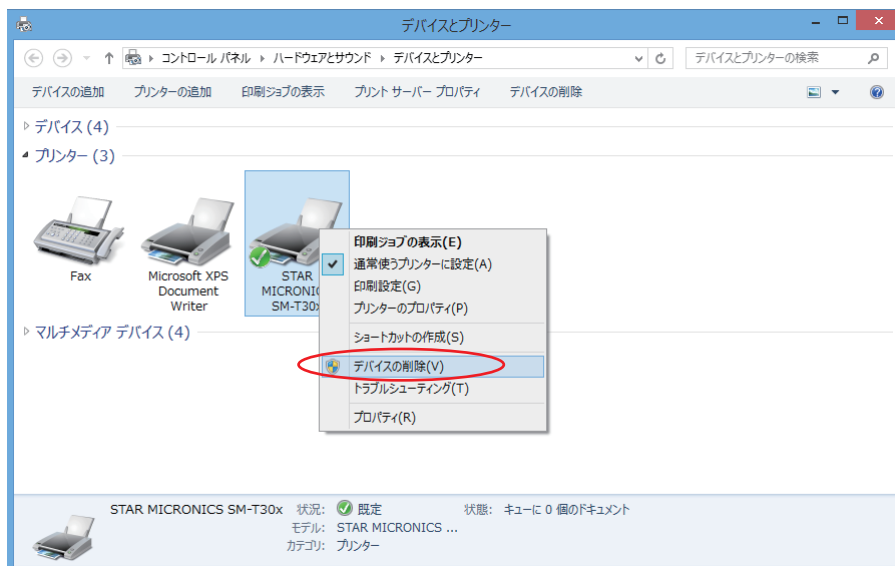 デバイスとプリンター
コントロール パネル ハードウェアとサウンド デバイスとプリンター
デバイスとプリンターの検索
デバイスの追加 プリンターの追加 印刷ジョブの表示 プリント サーバー プロパティ デバイスの削除
デバイス (4)
プリンター (3)
Fax
Microsoft XPS
Document
Writer
STAR
MICRONIC
SM-T30x
印刷ジョブの表示(E)
通常使うプリンターに設定(A)
印刷設定(G)
プリンターのプロパティ(P)
ショートカットの作成(S)
デバイスの削除(V)
トラブルシューティング(T)
プロパティ(R)
マルチメディア デバイス (4)
STAR MICRONICS SM-T30x 状況: 既定 状態: キューに 0 個のドキュメント
モデル: STAR MICRONICS ...
カテゴリ: プリンター